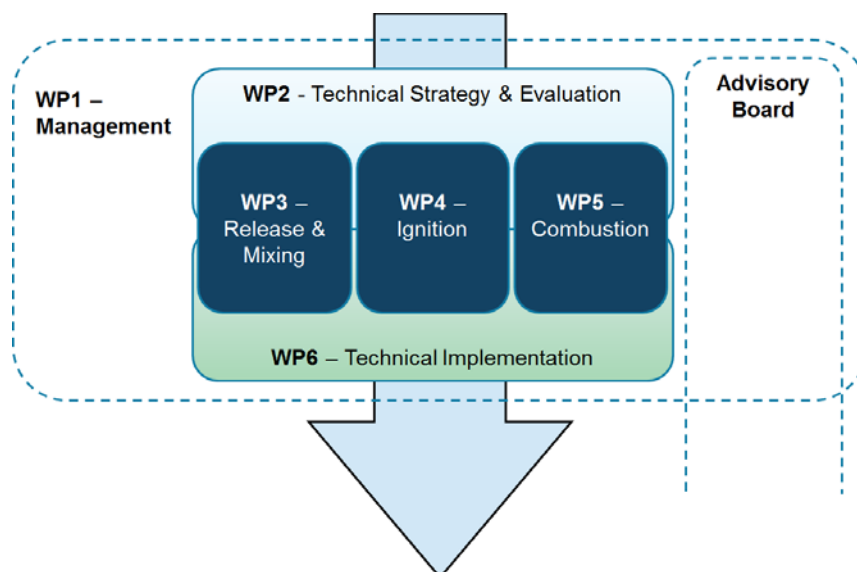 WP1 –
Management
WP2 - Technical Strategy & Evaluation
Advisory
Board
WP3 –
Release &
Mixing
WP4 –
Ignition
WP5 –
Combustion
WP6 – Technical Implementation